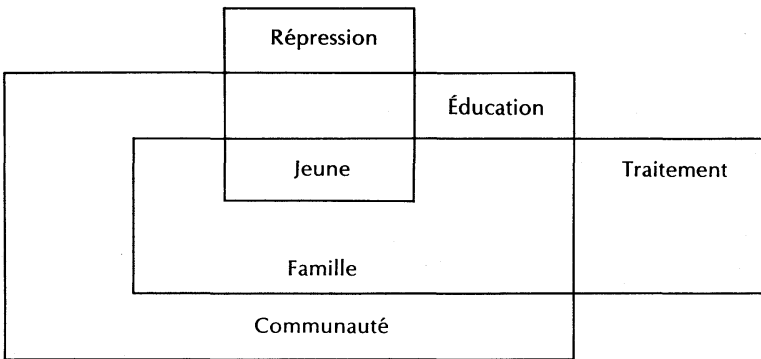 Répression
Éducation
Jeune
Traitement
Famille
Communauté